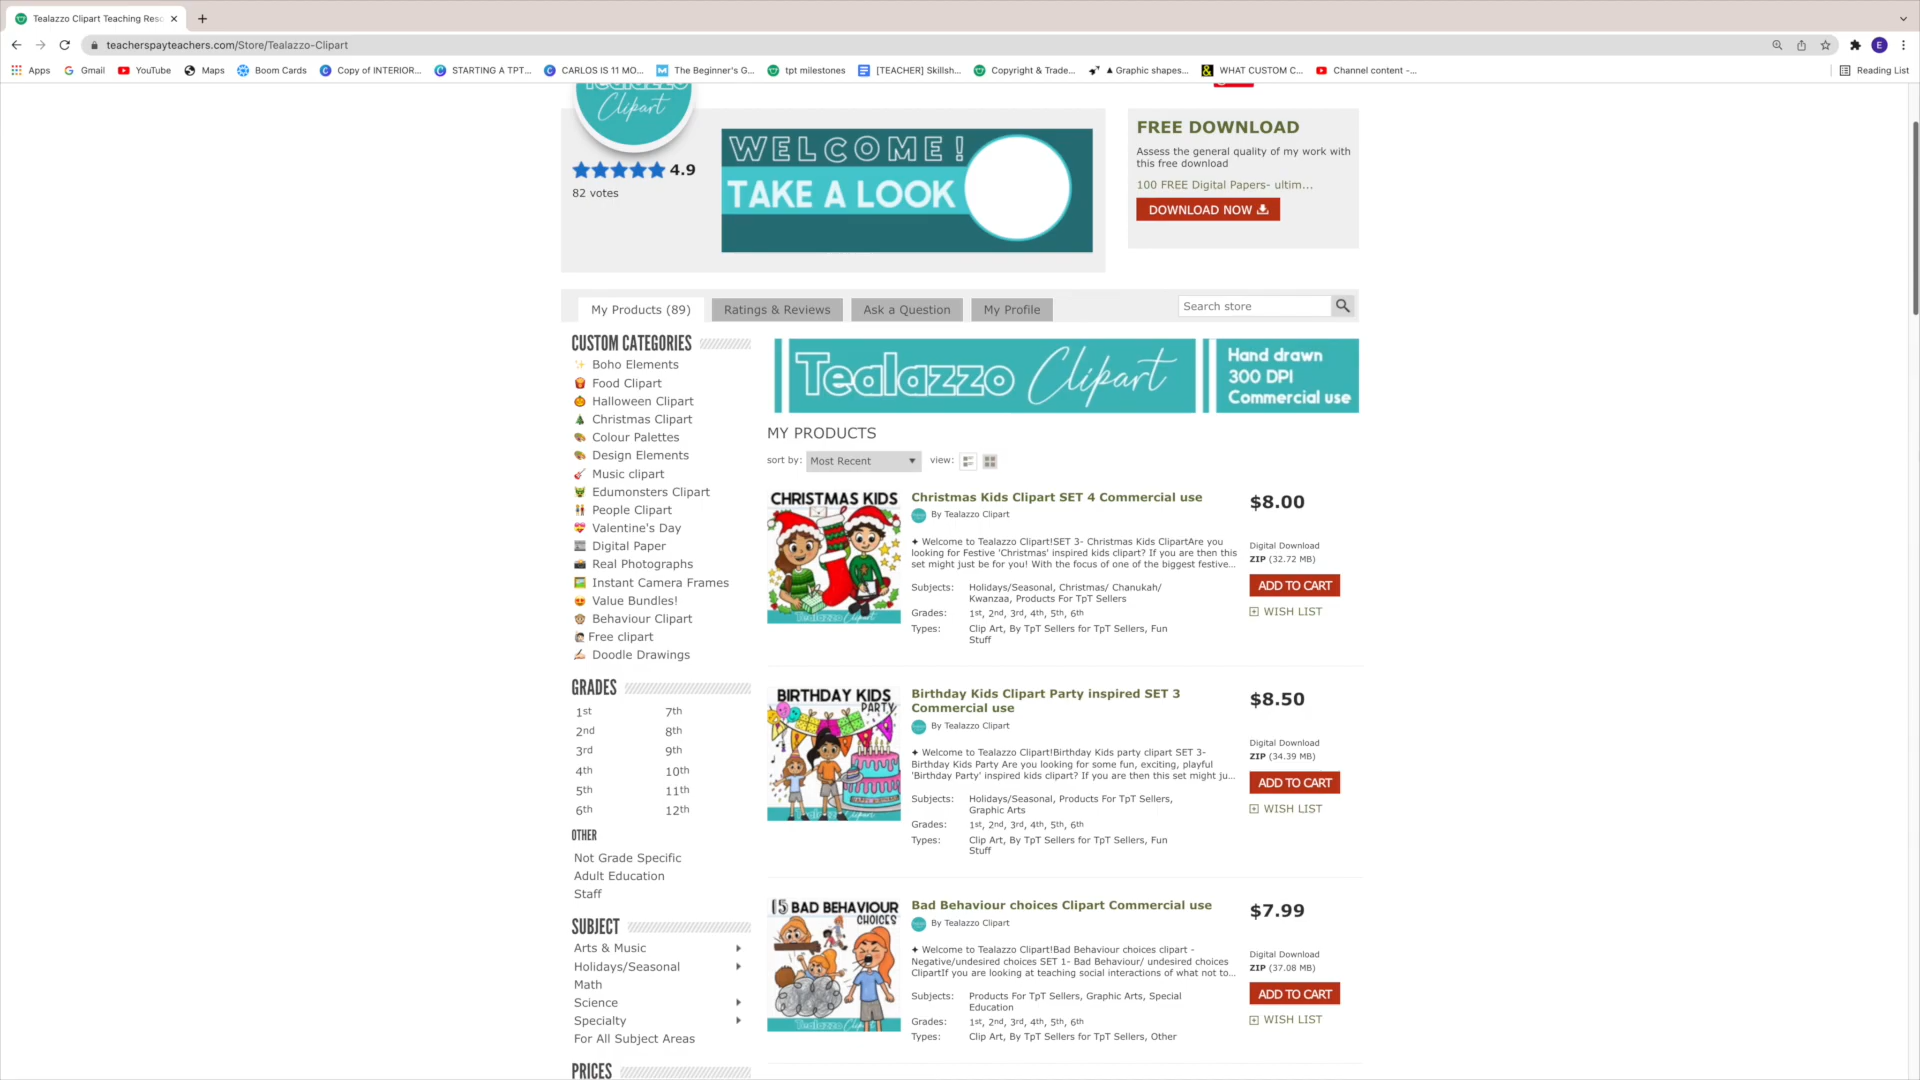 Tealazzo Clipart Teaching Reso
teacherspayteachers.com/Store/Tealazzo-Clipart
E
Apps
Gmail
YouTube
Maps
Boom Cards
Copy of INTERIOR...
STARTING A TPT...
CARLOS IS 11 MO...
The Beginner's G...
tpt milestones
[TEACHER] Skillsh...
Copyright & Trade...
▲ Graphic shapes...
WHAT CUSTOM C...
Channel content -...
Reading List
Tealazzo
Clipart
4.9
82 votes
WELCOME!
TAKE A LOOK
FREE DOWNLOAD
Assess the general quality of my work with
this free download
100 FREE Digital Papers- ultim...
DOWNLOAD NOW
My Products (89)
Ratings & Reviews
Ask a Question
My Profile
Search store
CUSTOM CATEGORIES
Boho Elements
Food Clipart
Halloween Clipart
Christmas Clipart
Colour Palettes
Design Elements
Music clipart
Edumonsters Clipart
People Clipart
Valentine's Day
Digital Paper
Real Photographs
Instant Camera Frames
Value Bundles!
Behaviour Clipart
Free clipart
Doodle Drawings
GRADES
1st 7th
2nd 8th
3rd 9th
4th 10th
5th 11th
6th 12th
OTHER
Not Grade Specific
Adult Education
Staff
SUBJECT
Arts & Music
Holidays/Seasonal
Math
Science
Specialty
For All Subject Areas
PRICES
Tealazzo Clipart
Hand drawn
300 DPI
Commercial use
MY PRODUCTS
sort by: Most Recent view:
CHRISTMAS KIDS
Tealazzo Clipart
Christmas Kids Clipart SET 4 Commercial use
By Tealazzo Clipart
✦ Welcome to Tealazzo Clipart!SET 3- Christmas Kids ClipartAre you
looking for Festive 'Christmas' inspired kids clipart? If you are then this
set might just be for you! With the focus of one of the biggest festive...
Subjects: Holidays/Seasonal, Christmas/ Chanukah/
Kwanzaa, Products For TpT Sellers
Grades: 1st, 2nd, 3rd, 4th, 5th, 6th
Types: Clip Art, By TpT Sellers for TpT Sellers, Fun
Stuff
$8.00
Digital Download
ZIP (32.72 MB)
ADD TO CART
WISH LIST
BIRTHDAY KIDS
PARTY
Tealazzo Clipart
Birthday Kids Clipart Party inspired SET 3
Commercial use
By Tealazzo Clipart
✦ Welcome to Tealazzo Clipart!Birthday Kids party clipart SET 3-
Birthday Kids Party Are you looking for some fun, exciting, playful
'Birthday Party' inspired kids clipart? If you are then this set might ju...
Subjects: Holidays/Seasonal, Products For TpT Sellers,
Graphic Arts
Grades: 1st, 2nd, 3rd, 4th, 5th, 6th
Types: Clip Art, By TpT Sellers for TpT Sellers, Fun
Stuff
$8.50
Digital Download
ZIP (34.39 MB)
ADD TO CART
WISH LIST
15 BAD BEHAVIOUR
CHOICES
Tealazzo Clipart
Bad Behaviour choices Clipart Commercial use
By Tealazzo Clipart
✦ Welcome to Tealazzo Clipart!Bad Behaviour choices clipart -
Negative/undesired choices SET 1- Bad Behaviour/ undesired choices
ClipartIf you are looking at teaching social interactions of what not to...
Subjects: Products For TpT Sellers, Graphic Arts, Special
Education
Grades: 1st, 2nd, 3rd, 4th, 5th, 6th
Types: Clip Art, By TpT Sellers for TpT Sellers, Other
$7.99
Digital Download
ZIP (37.08 MB)
ADD TO CART
WISH LIST